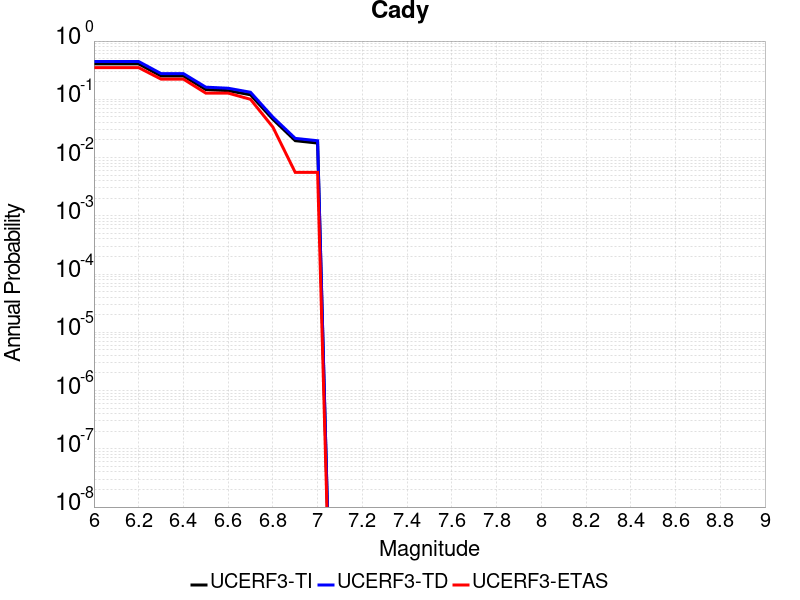 Cady
10^0
10^-1
10^-2
10^-3
10^-4
10^-5
10^-6
10^-7
10^-8
Annual Probability
6 6.2 6.4 6.6 6.8 7 7.2 7.4 7.6 7.8 8 8.2 8.4 8.6 8.8 9
Magnitude
UCERF3-TI UCERF3-TD UCERF3-ETAS